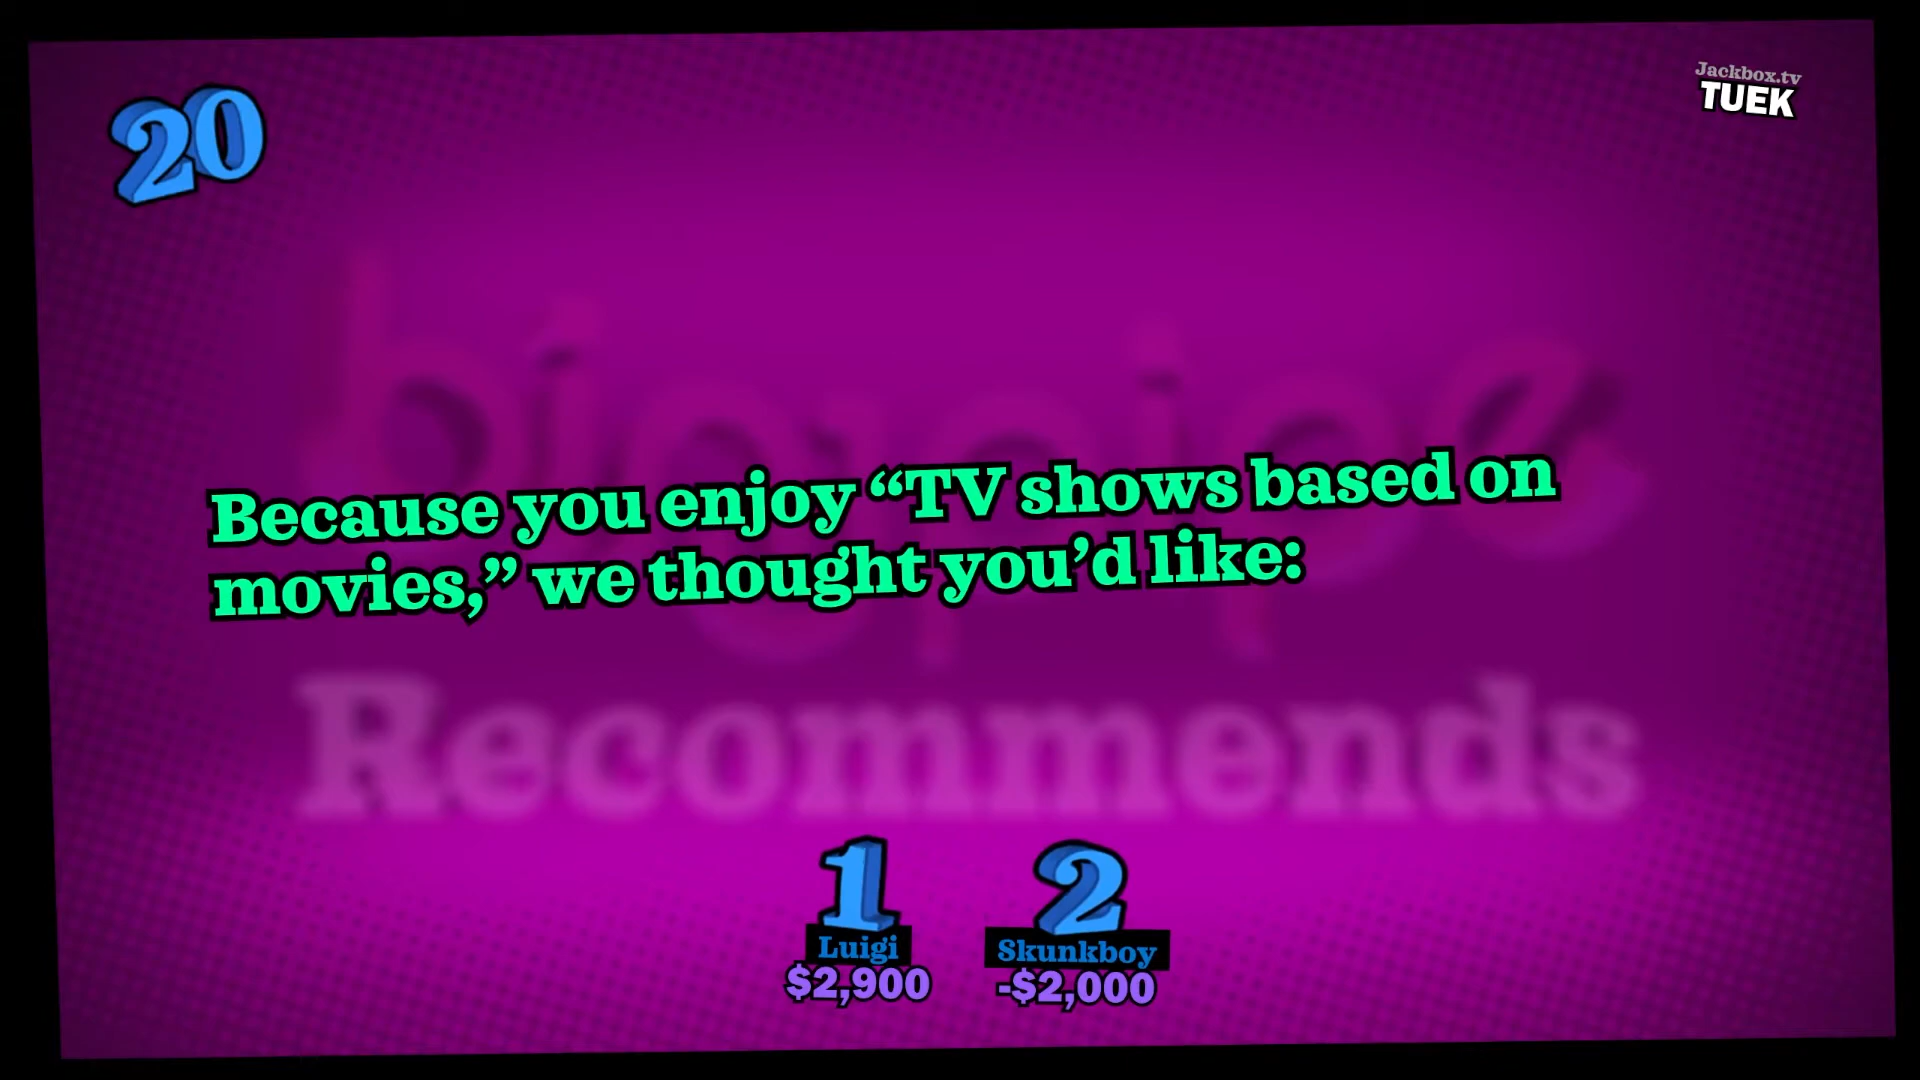 20
Jackbox.tv
TUEK
binjpipe
Because you enjoy “TV shows based on
movies,” we thought you’d like:
Recommends
1
2
Luigi
Skunkboy
$2,900
-$2,000